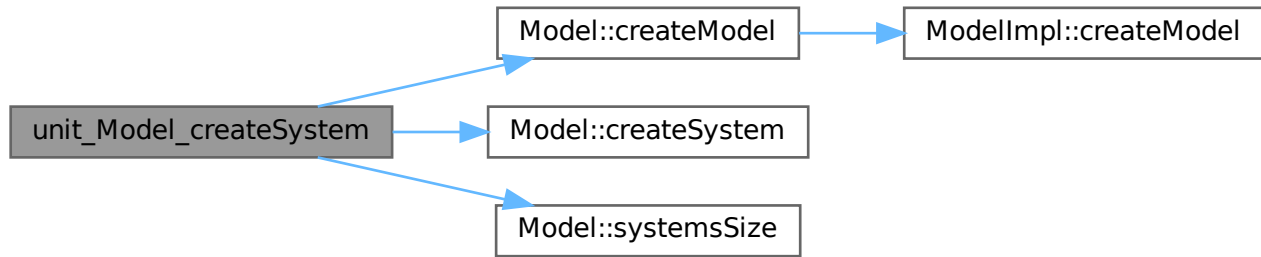 Model::createModel
ModelImpl::createModel
unit_Model_createSystem
Model::createSystem
Model::systemsSize